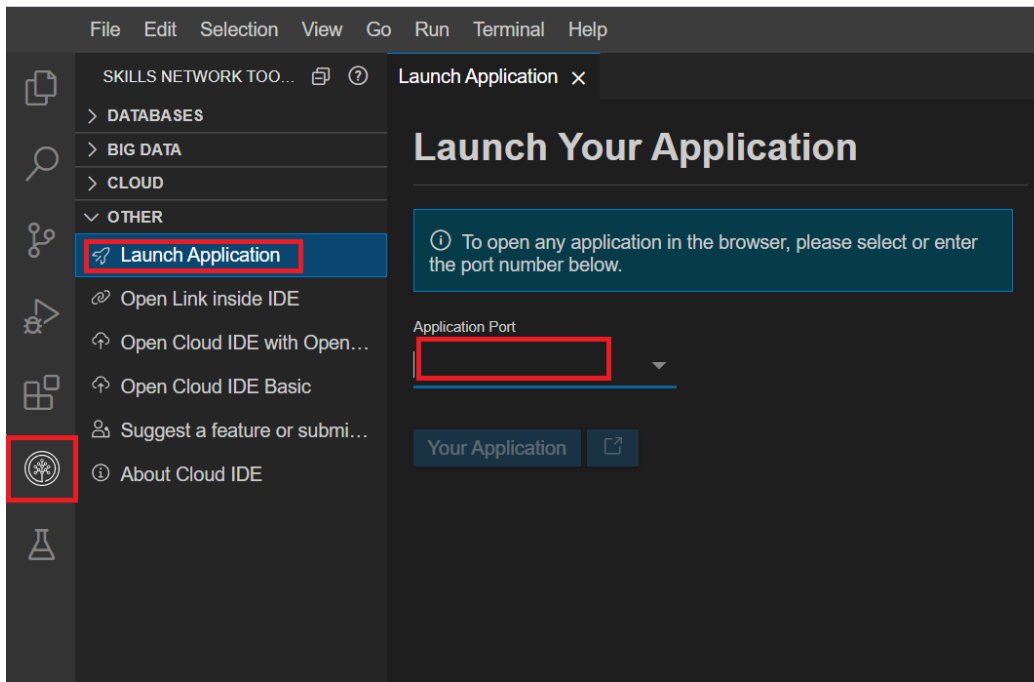 File Edit Selection View Go Run Terminal Help
SKILLS NETWORK TOO...
DATABASES
BIG DATA
CLOUD
OTHER
Launch Application
Open Link inside IDE
Open Cloud IDE with Open...
Open Cloud IDE Basic
Suggest a feature or submi...
About Cloud IDE
Launch Application
Launch Your Application
To open any application in the browser, please select or enter
the port number below.
Application Port
Your Application